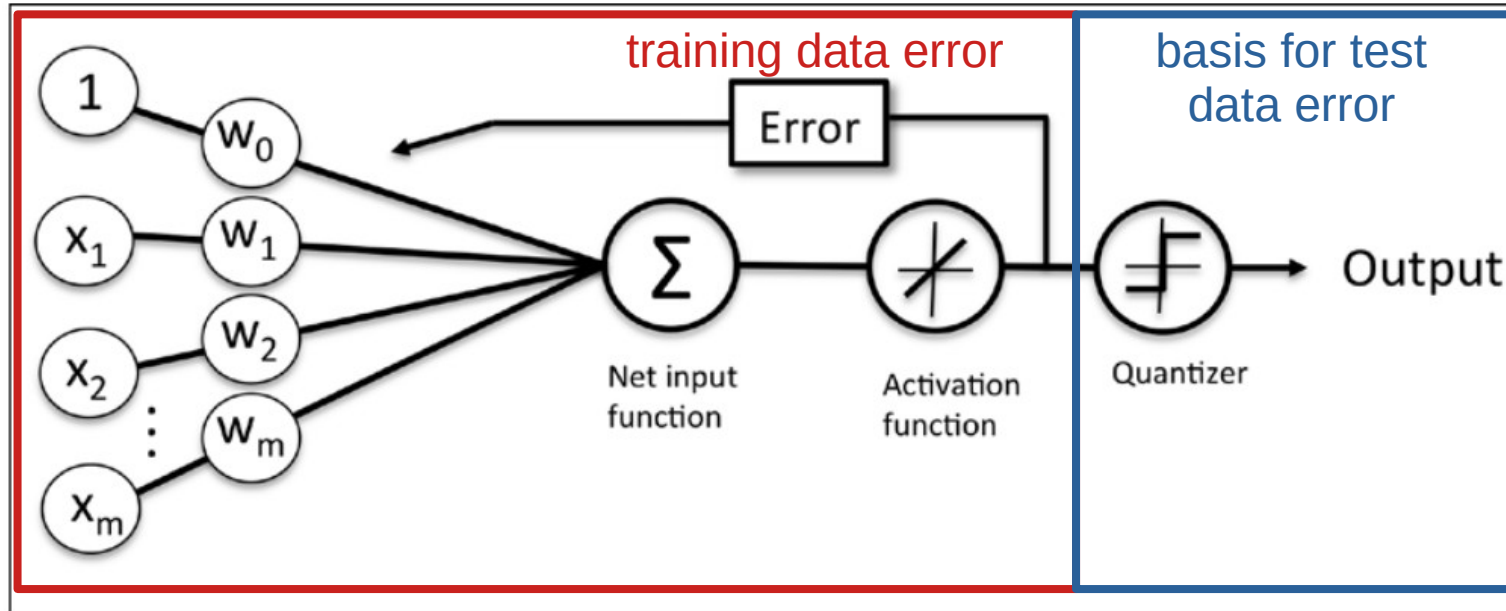 training data error
basis for test
data error
1
w₀
Error
x₁
w₁
Σ
Output
x₂
w₂
Net input
function
Activation
function
Quantizer
⋮
wₘ
xₘ